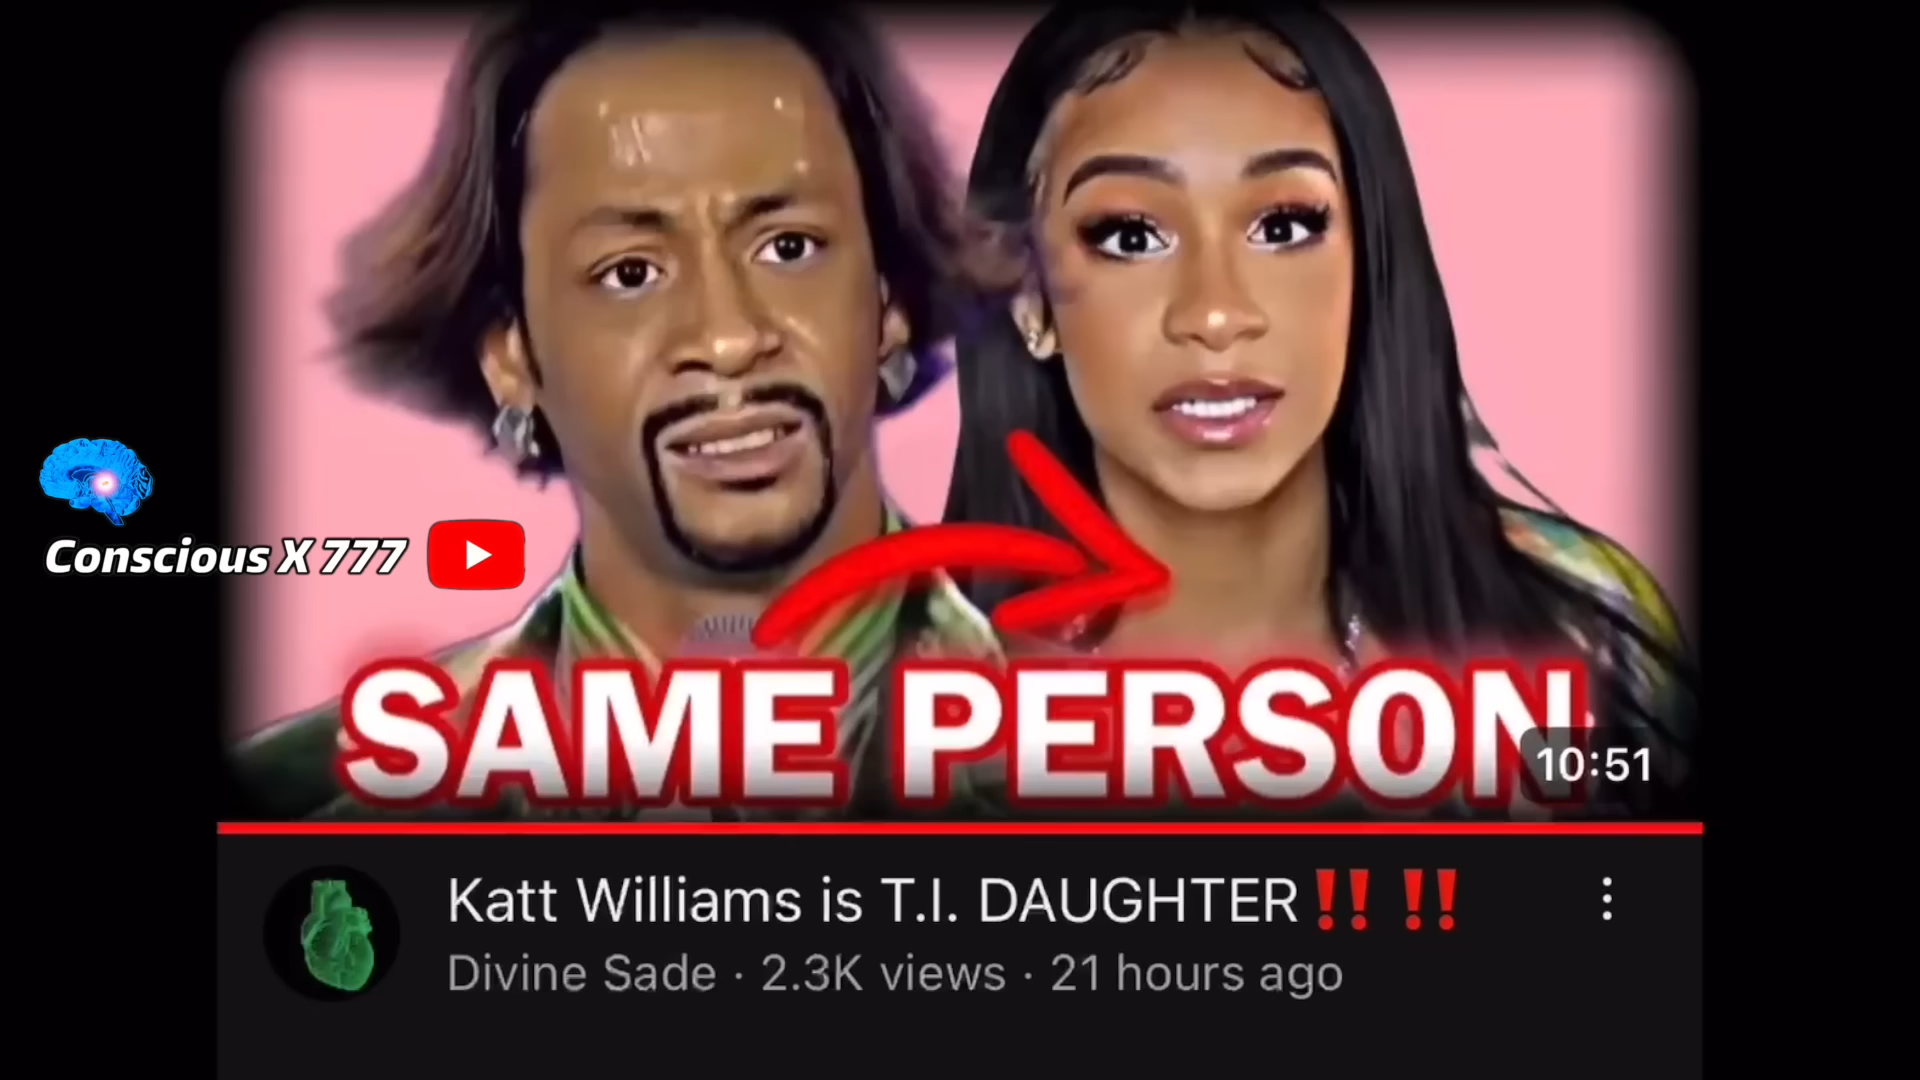 Conscious X 777
SAME PERSON
10:51
Katt Williams is T.I. DAUGHTER‼️ ‼️
Divine Sade · 2.3K views · 21 hours ago